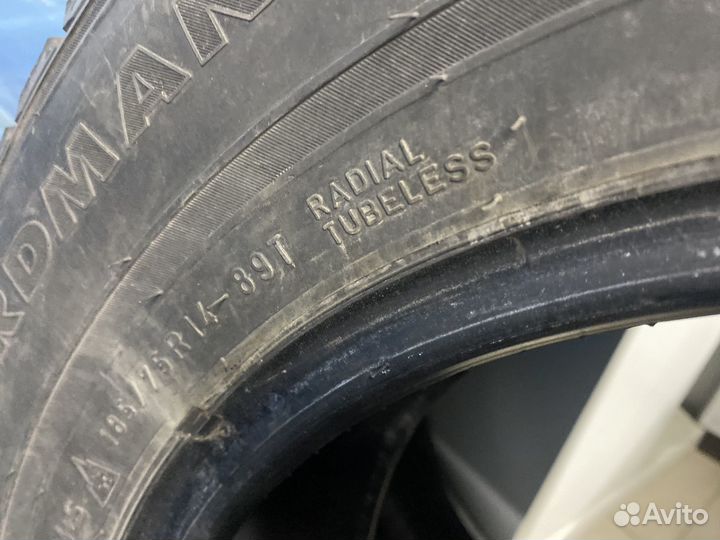 RDMAN
RADIAL
TUBELESS
185/75R14-89T
Avito